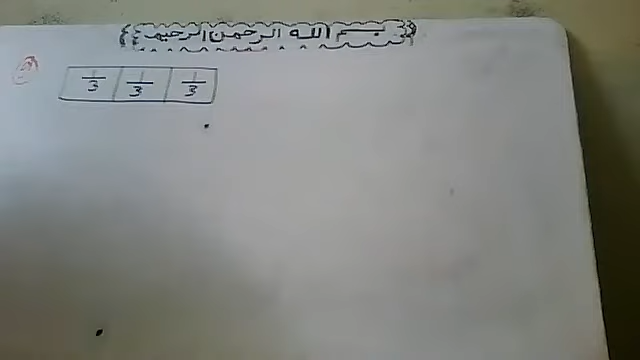 بسم الله الرحمن الرحيم
1/3 1/3 1/3